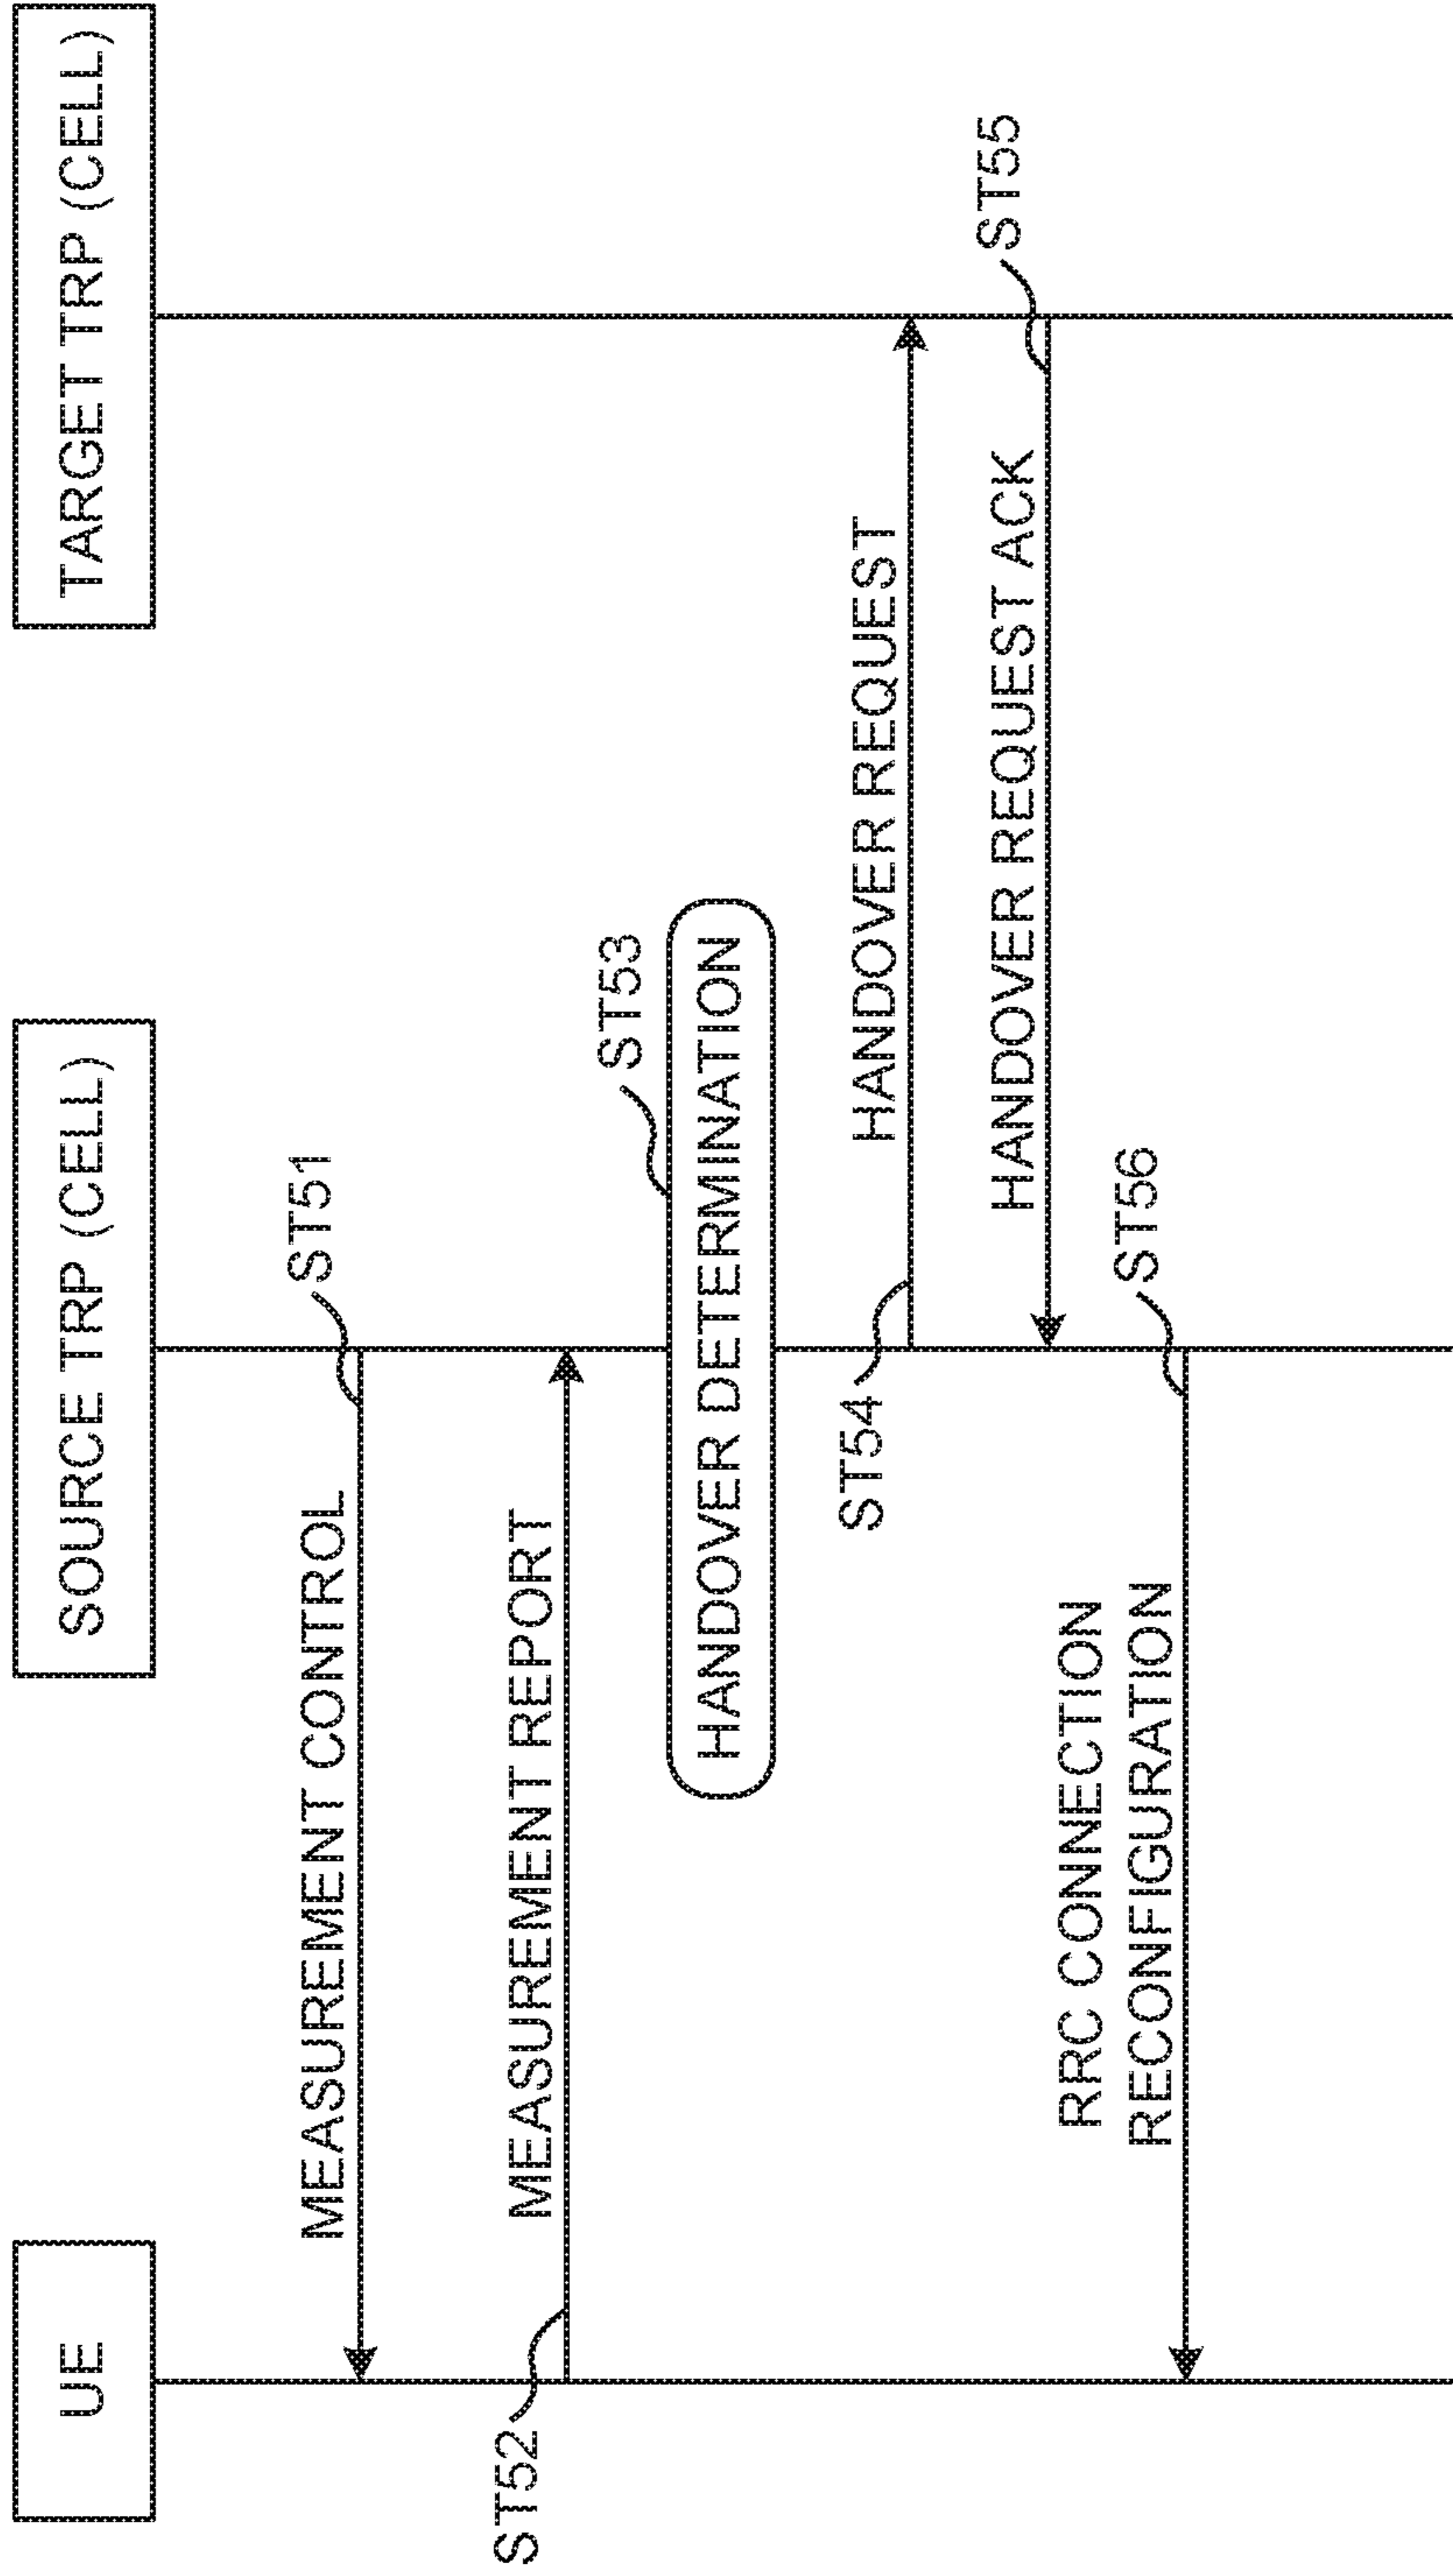 UE
SOURCE TRP (CELL)
TARGET TRP (CELL)
ST51
MEASUREMENT CONTROL
ST52
MEASUREMENT REPORT
ST53
HANDOVER DETERMINATION
ST54
HANDOVER REQUEST
ST55
HANDOVER REQUEST ACK
ST56
RRC CONNECTION
RECONFIGURATION